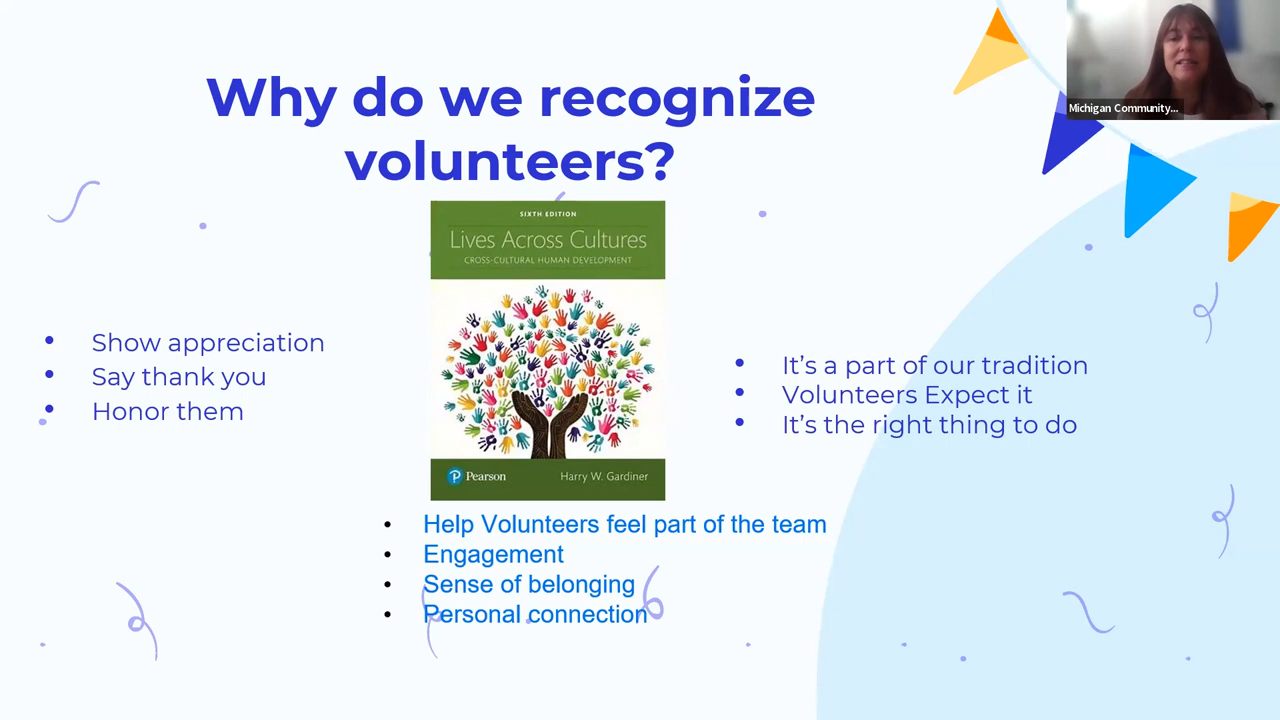 Why do we recognize
volunteers?
Michigan Community...
SIXTH EDITION
Lives Across Cultures
CROSS-CULTURAL HUMAN DEVELOPMENT
Pearson
Harry W. Gardiner
• Show appreciation
• Say thank you
• Honor them
• It’s a part of our tradition
• Volunteers Expect it
• It’s the right thing to do
• Help Volunteers feel part of the team
• Engagement
• Sense of belonging
• Personal connection